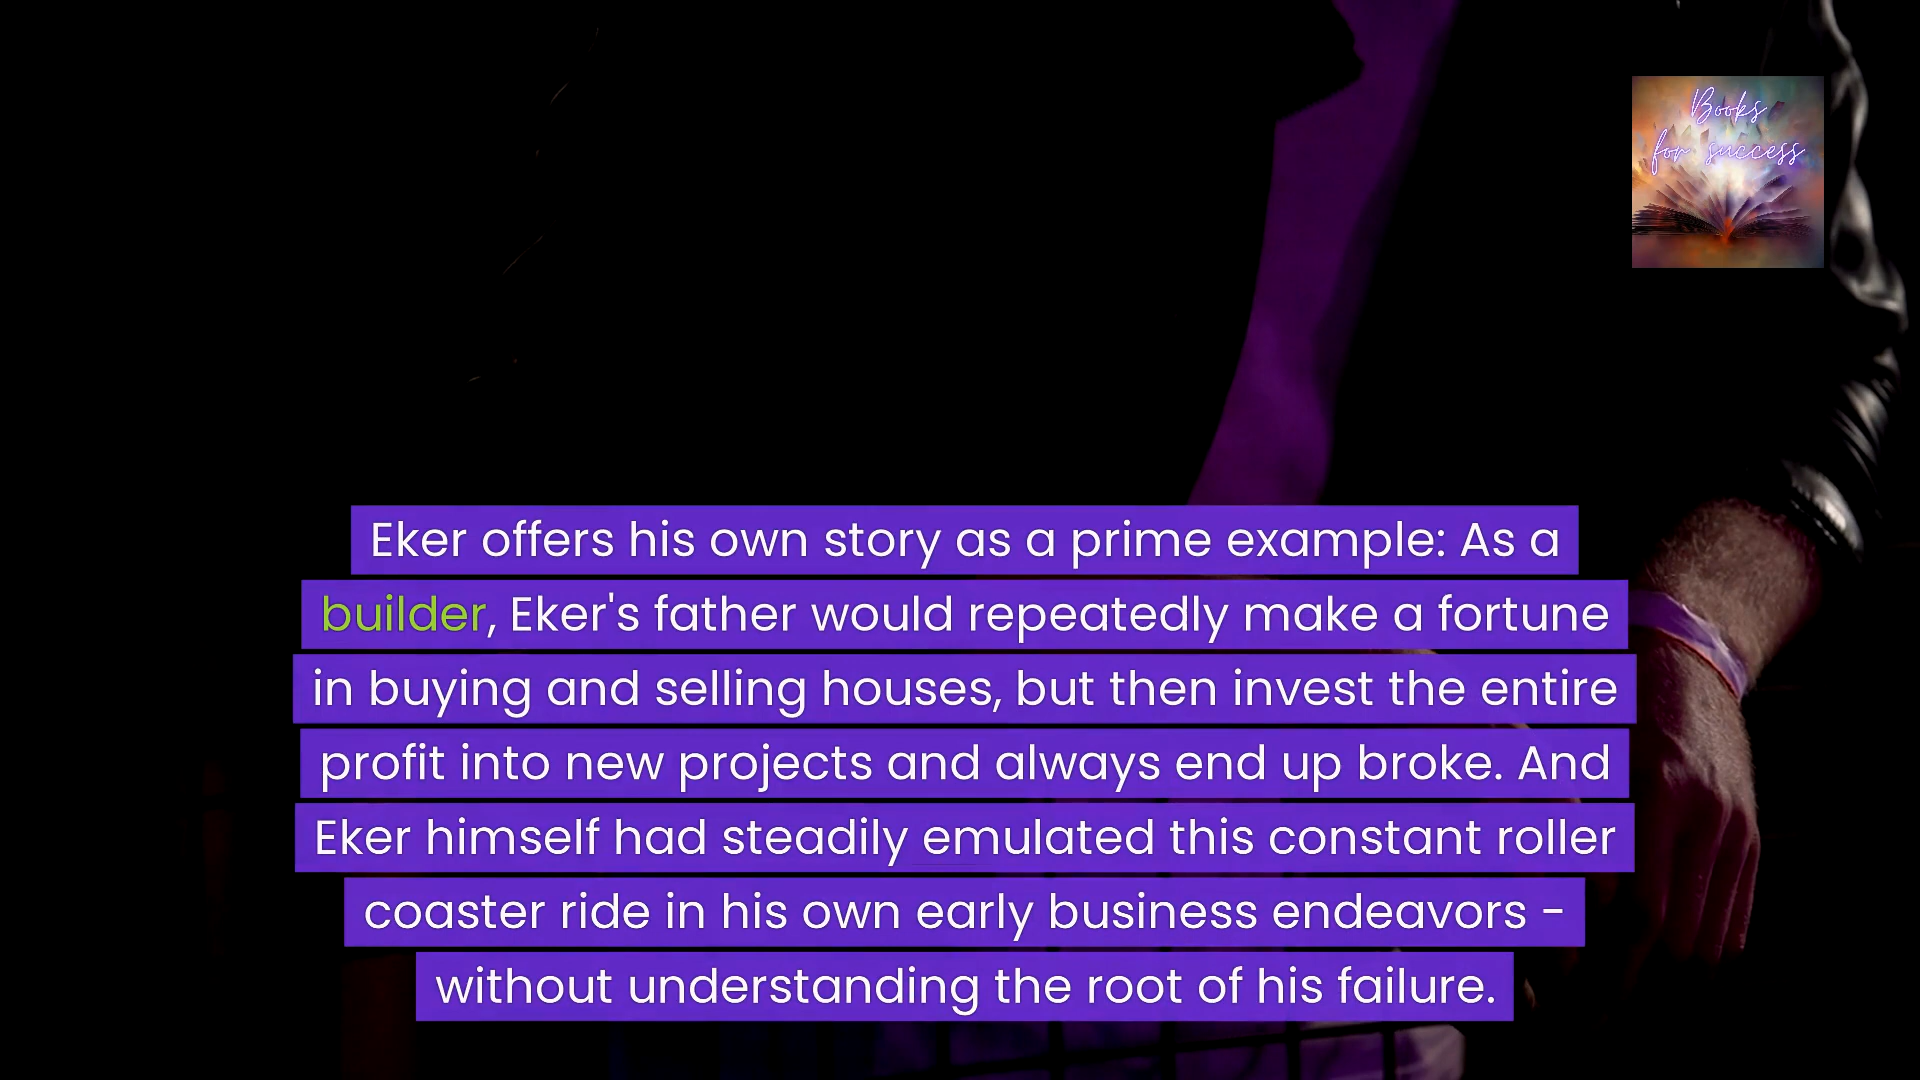 Books
for success
Eker offers his own story as a prime example: As a
builder, Eker's father would repeatedly make a fortune
in buying and selling houses, but then invest the entire
profit into new projects and always end up broke. And
Eker himself had steadily emulated this constant roller
coaster ride in his own early business endeavors -
without understanding the root of his failure.